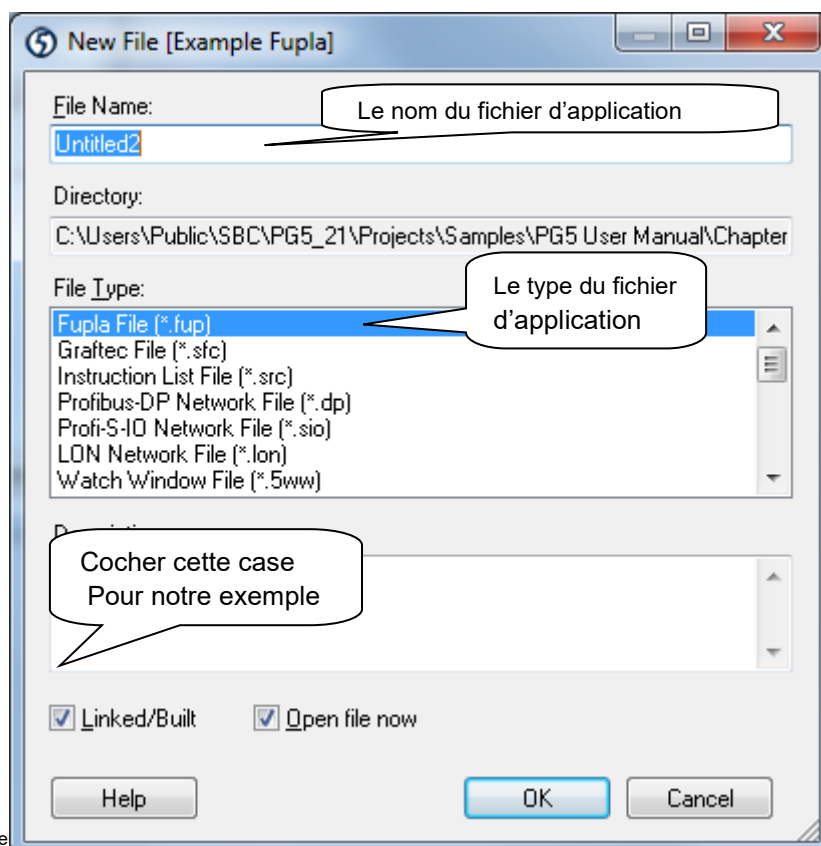 New File [Example Fupla]
File Name:
Le nom du fichier d’application
Untitled2
Directory:
C:\Users\Public\SBC\PG5_21\Projects\Samples\PG5 User Manual\Chapter
File Type:
Le type du fichier
d’application
Fupla File (*.fup)
Graftec File (*.sfc)
Instruction List File (*.src)
Profibus-DP Network File (*.dp)
Profi-S-IO Network File (*.sio)
LON Network File (*.lon)
Watch Window File (*.5ww)
Cocher cette case
Pour notre exemple
Linked/Built
Open file now
Help
OK
Cancel
e